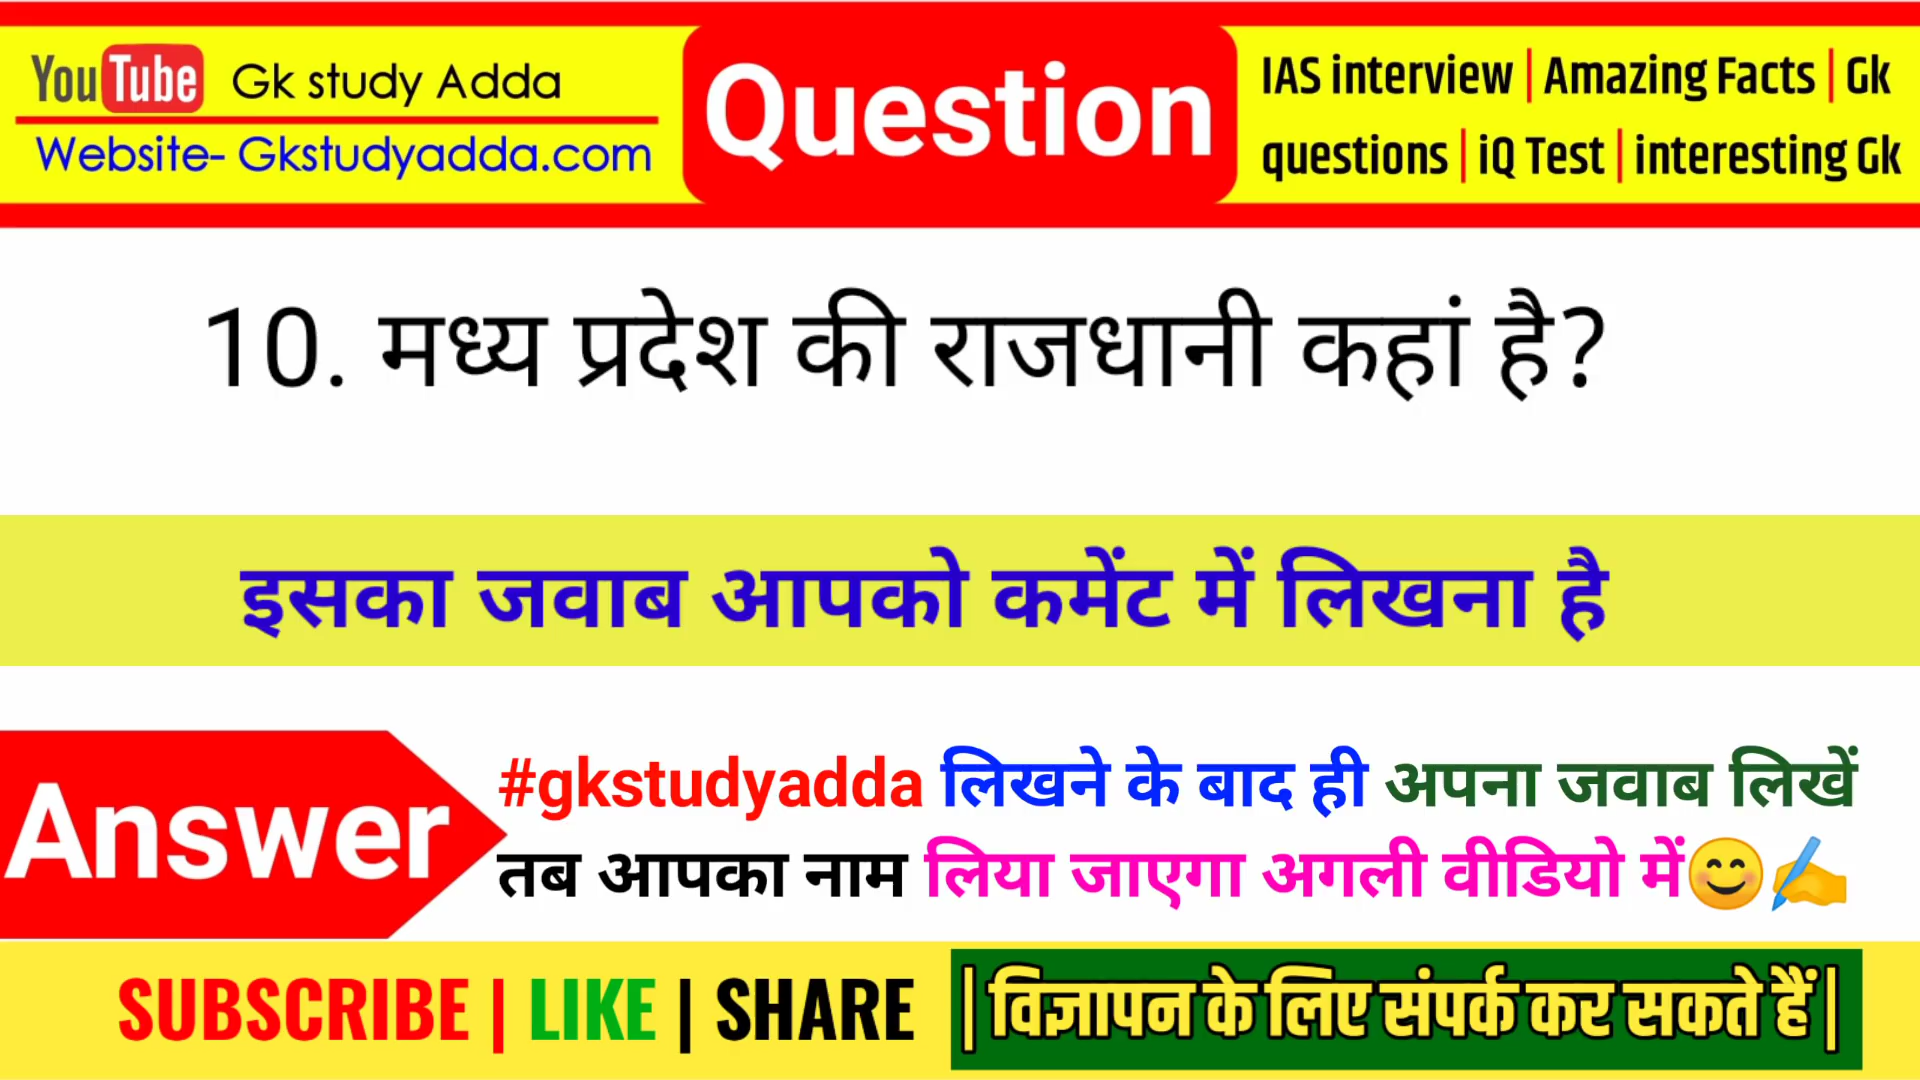 YouTube Gk study Adda
Website- Gkstudyadda.com
Question
IAS interview | Amazing Facts | Gk
questions | iQ Test | interesting Gk
10. मध्य प्रदेश की राजधानी कहां है?
इसका जवाब आपको कमेंट में लिखना है
Answer
#gkstudyadda लिखने के बाद ही अपना जवाब लिखें
तब आपका नाम लिया जाएगा अगली वीडियो में😊✍️
SUBSCRIBE | LIKE | SHARE
| विज्ञापन के लिए संपर्क कर सकते हैं |